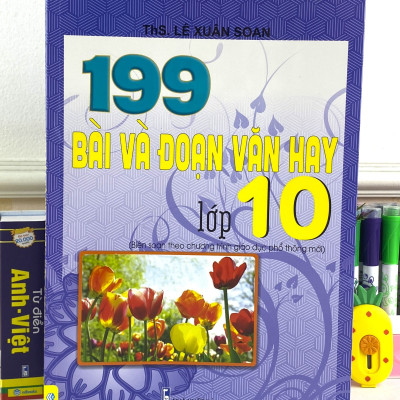 ThS. LÊ XUÂN SOAN
199
BÀI VÀ ĐOẠN VĂN HAY
lớp 10
(Biên soạn theo chương trình giáo dục phổ thông mới)
Từ điển
Anh-Việt